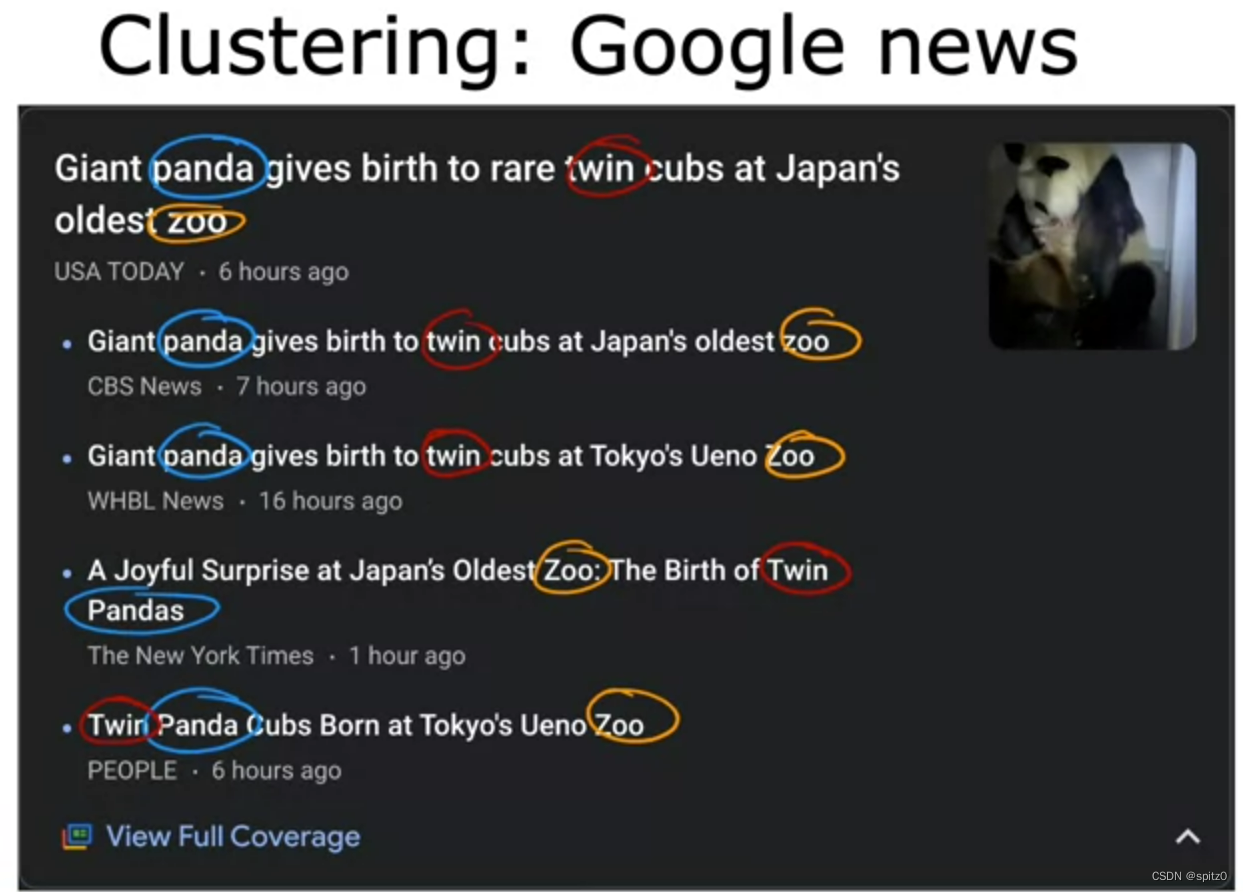 Clustering: Google news
Giant panda gives birth to rare twin cubs at Japan's
oldest zoo
USA TODAY · 6 hours ago
• Giant panda gives birth to twin cubs at Japan's oldest zoo
CBS News · 7 hours ago
• Giant panda gives birth to twin cubs at Tokyo's Ueno Zoo
WHBL News · 16 hours ago
• A Joyful Surprise at Japan’s Oldest Zoo: The Birth of Twin
Pandas
The New York Times · 1 hour ago
• Twin Panda Cubs Born at Tokyo's Ueno Zoo
PEOPLE · 6 hours ago
View Full Coverage
CSDN @spitz0